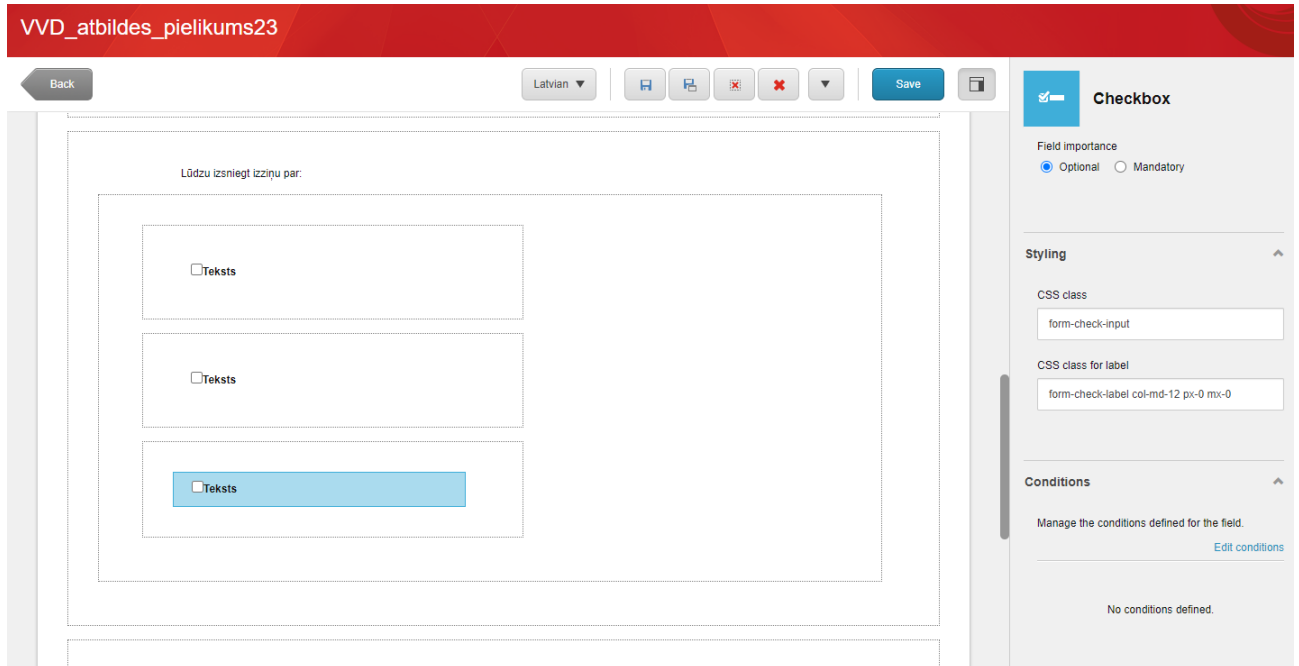 VVD_atbildes_pielikums23
Back
Latvian
Save
Lūdzu izsniegt izziņu par:
Teksts
Teksts
Teksts
Checkbox
Field importance
Optional Mandatory
Styling
CSS class
form-check-input
CSS class for label
form-check-label col-md-12 px-0 mx-0
Conditions
Manage the conditions defined for the field.
Edit conditions
No conditions defined.